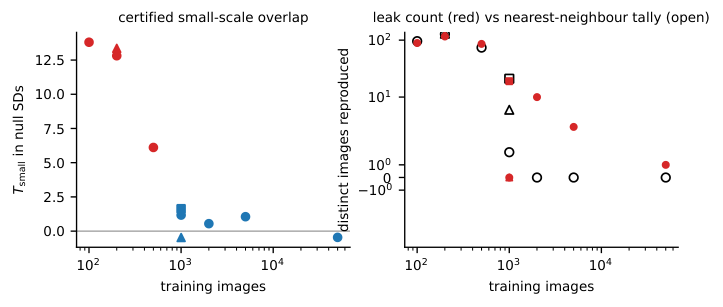 certified small-scale overlap
T_small in null SDs
12.5
10.0
7.5
5.0
2.5
0.0
10^2
10^3
10^4
training images
leak count (red) vs nearest-neighbour tally (open)
distinct images reproduced
10^2
10^1
10^0
0
−10^0
10^2
10^3
10^4
training images